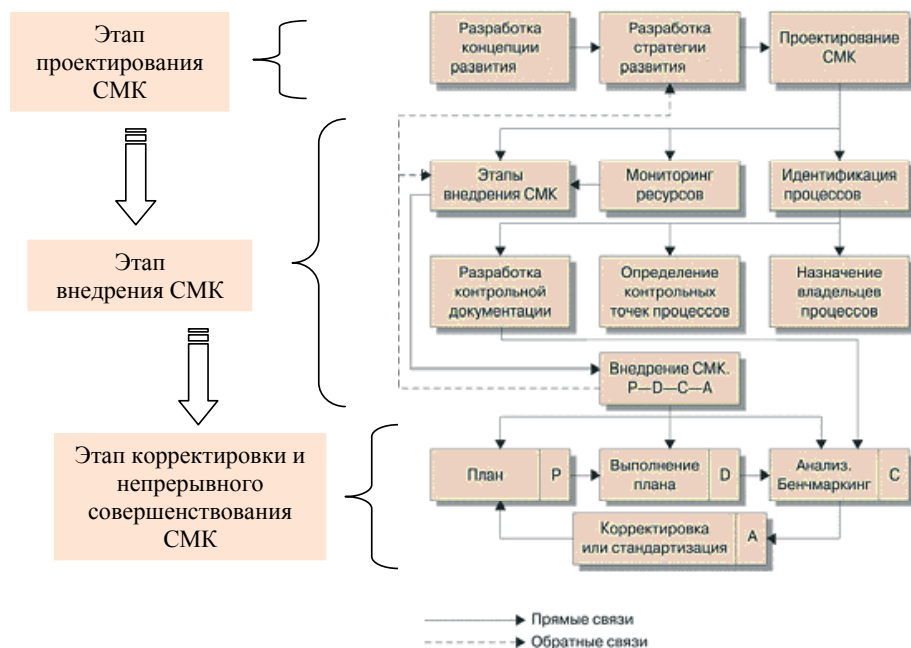 Этап
проектирования
СМК
Разработка
концепции
развития
Разработка
стратегии
развития
Проектирование
СМК
Этапы
внедрения СМК
Мониторинг
ресурсов
Идентификация
процессов
Этап
внедрения СМК
Разработка
контрольной
документации
Определение
контрольных
точек процессов
Назначение
владельцев
процессов
Внедрение СМК.
P—D—C—A
Этап корректировки и
непрерывного
совершенствования
СМК
План
P
Выполнение
плана
D
Анализ.
Бенчмаркинг
C
Корректировка
или стандартизация
A
Прямые связи
Обратные связи